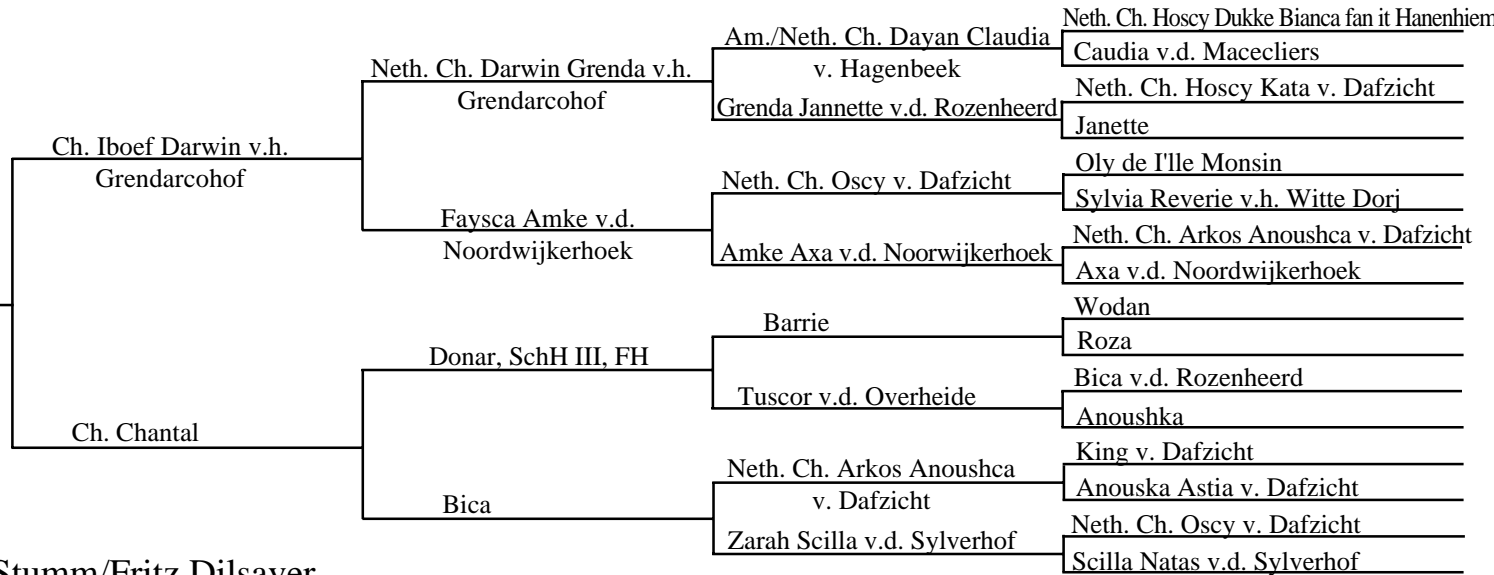 Neth. Ch. Hoscy Dukke Bianca fan it Hanenhiem
Am./Neth. Ch. Dayan Claudia
v. Hagenbeek
Caudia v.d. Macecliers
Neth. Ch. Darwin Grenda v.h.
Grendarcohof
Neth. Ch. Hoscy Kata v. Dafzicht
Grenda Jannette v.d. Rozenheerd
Janette
Ch. Iboef Darwin v.h.
Grendarcohof
Oly de I'lle Monsin
Neth. Ch. Oscy v. Dafzicht
Sylvia Reverie v.h. Witte Dorj
Faysca Amke v.d.
Noordwijkerhoek
Neth. Ch. Arkos Anoushca v. Dafzicht
Amke Axa v.d. Noorwijkerhoek
Axa v.d. Noordwijkerhoek
Wodan
Barrie
Roza
Donar, SchH III, FH
Bica v.d. Rozenheerd
Tuscor v.d. Overheide
Anoushka
Ch. Chantal
King v. Dafzicht
Neth. Ch. Arkos Anoushca
v. Dafzicht
Anouska Astia v. Dafzicht
Bica
Neth. Ch. Oscy v. Dafzicht
Zarah Scilla v.d. Sylverhof
Scilla Natas v.d. Sylverhof
Stumm/Fritz Dilsaver